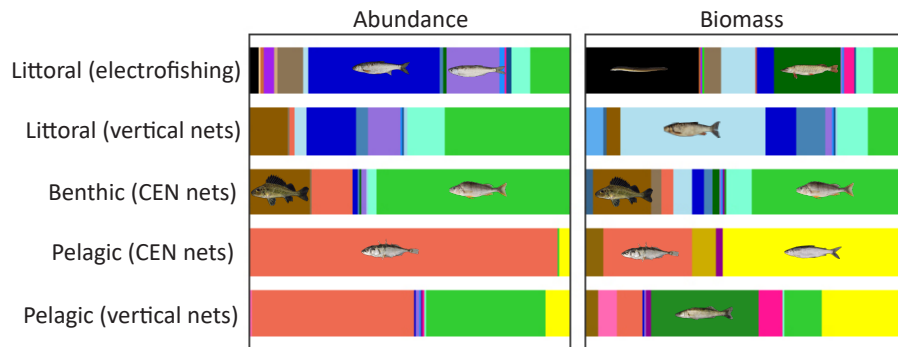 Abundance
Biomass
Littoral (electrofishing)
Littoral (vertical nets)
Benthic (CEN nets)
Pelagic (CEN nets)
Pelagic (vertical nets)